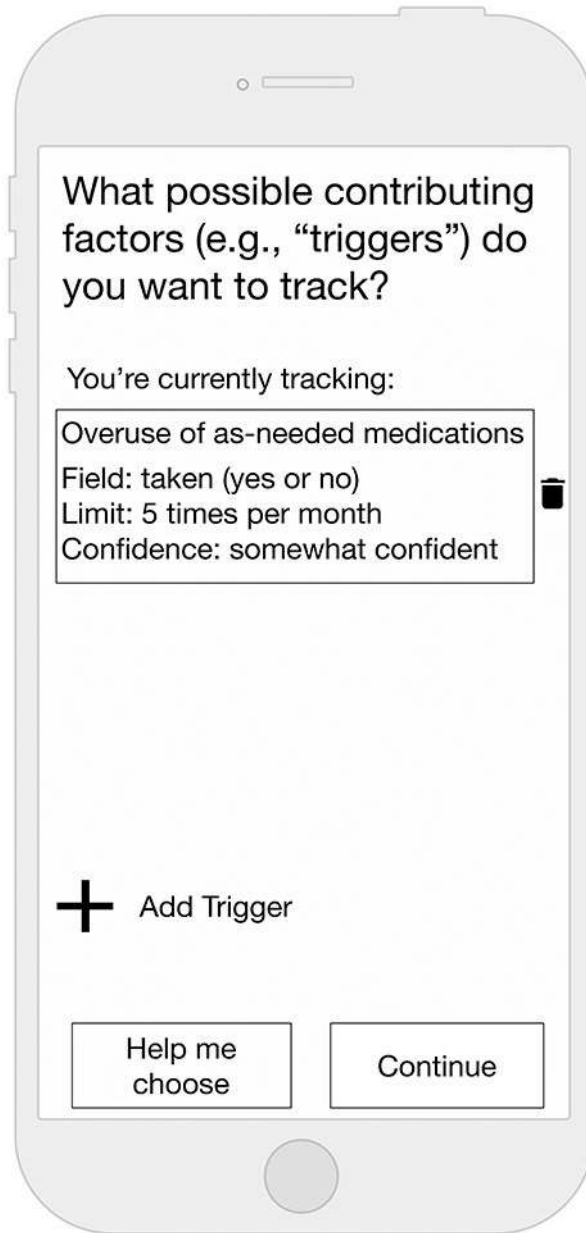 What possible contributing
factors (e.g., “triggers”) do
you want to track?
You’re currently tracking:
Overuse of as-needed medications
Field: taken (yes or no)
Limit: 5 times per month
Confidence: somewhat confident
Add Trigger
Help me
choose
Continue